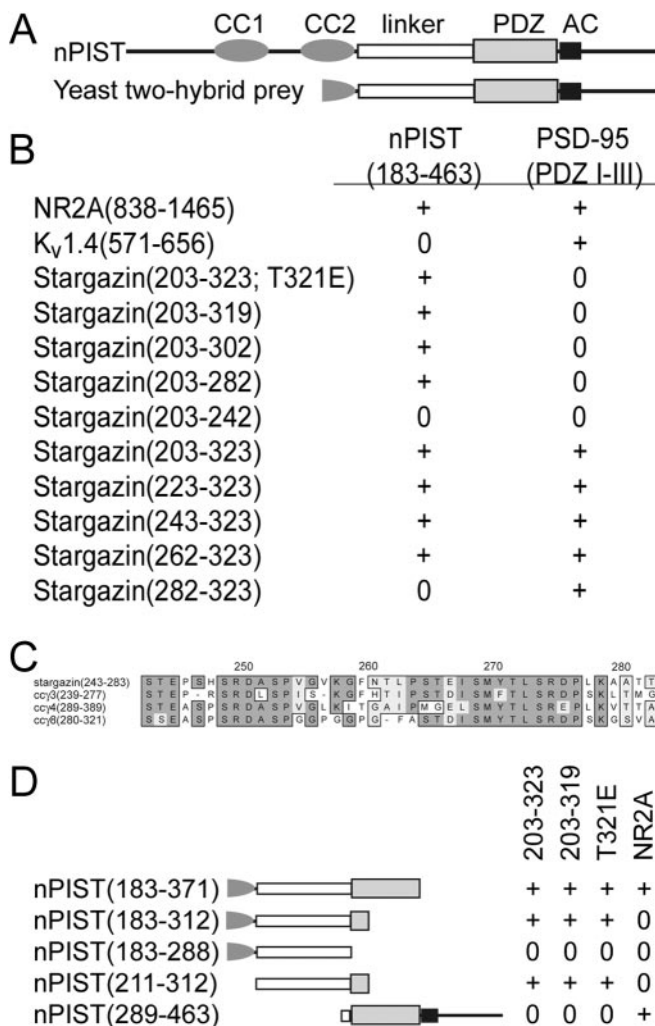 A
CC1 CC2 linker PDZ AC
nPIST
Yeast two-hybrid prey
B
nPIST PSD-95
(183-463) (PDZ I-III)
NR2A(838-1465) + +
Kv1.4(571-656) 0 +
Stargazin(203-323; T321E) + 0
Stargazin(203-319) + 0
Stargazin(203-302) + 0
Stargazin(203-282) + 0
Stargazin(203-242) 0 0
Stargazin(203-323) + +
Stargazin(223-323) + +
Stargazin(243-323) + +
Stargazin(262-323) + +
Stargazin(282-323) 0 +
C
250 260 270 280
stargazin(243-283) S T E P S H S R D A S P V G V K G F N T L P S T E I S M Y T L S R D P L K A A T T
ccγ3(239-277) S T E P - R - S R D L S P I S - K G F H T I P S T D I S M F T L S R D P S K L T M G
ccγ4(289-389) S T E A S P S R D A S P V G L K I T G A I P M G E L S M Y T L S R E P L K V T T A
ccγ8(280-321) S S E A S P S R D A S P G G P G G P G - F A S T D I S M Y T L S R D P S K G S V A
D
203-323 203-319 T321E NR2A
nPIST(183-371) + + + +
nPIST(183-312) + + + 0
nPIST(183-288) 0 0 0 0
nPIST(211-312) + + + 0
nPIST(289-463) 0 0 0 +